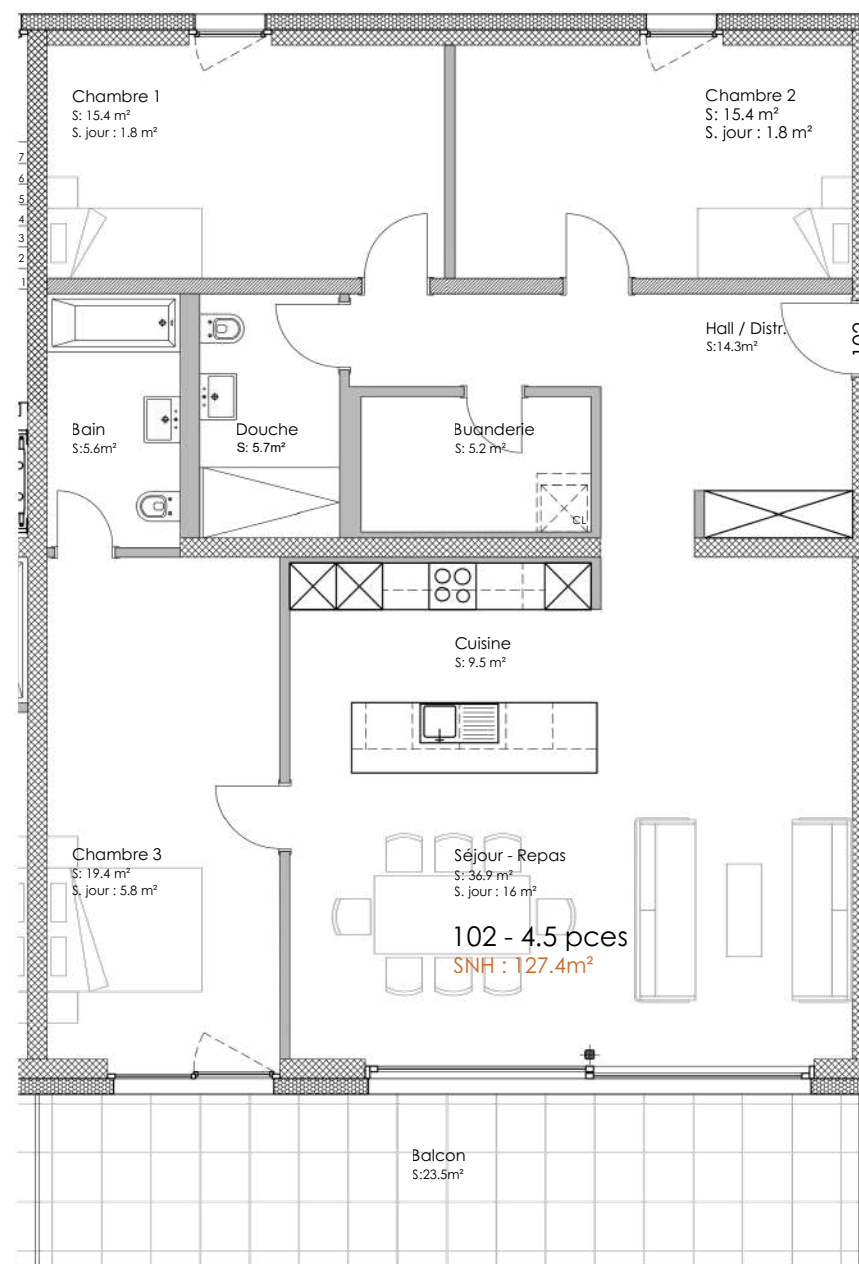 Chambre 1
S: 15.4 m²
S. jour : 1.8 m²
Chambre 2
S: 15.4 m²
S. jour : 1.8 m²
7
6
5
4
3
2
1
Hall / Distr.
S:14.3m²
102
Bain
S:5.6m²
Douche
S: 5.7m²
Buanderie
S: 5.2 m²
CL
Cuisine
S: 9.5 m²
Chambre 3
S: 19.4 m²
S. jour : 5.8 m²
Séjour - Repas
S: 36.9 m²
S. jour : 16 m²
102 - 4.5 pces
SNH : 127.4m²
Balcon
S:23.5m²